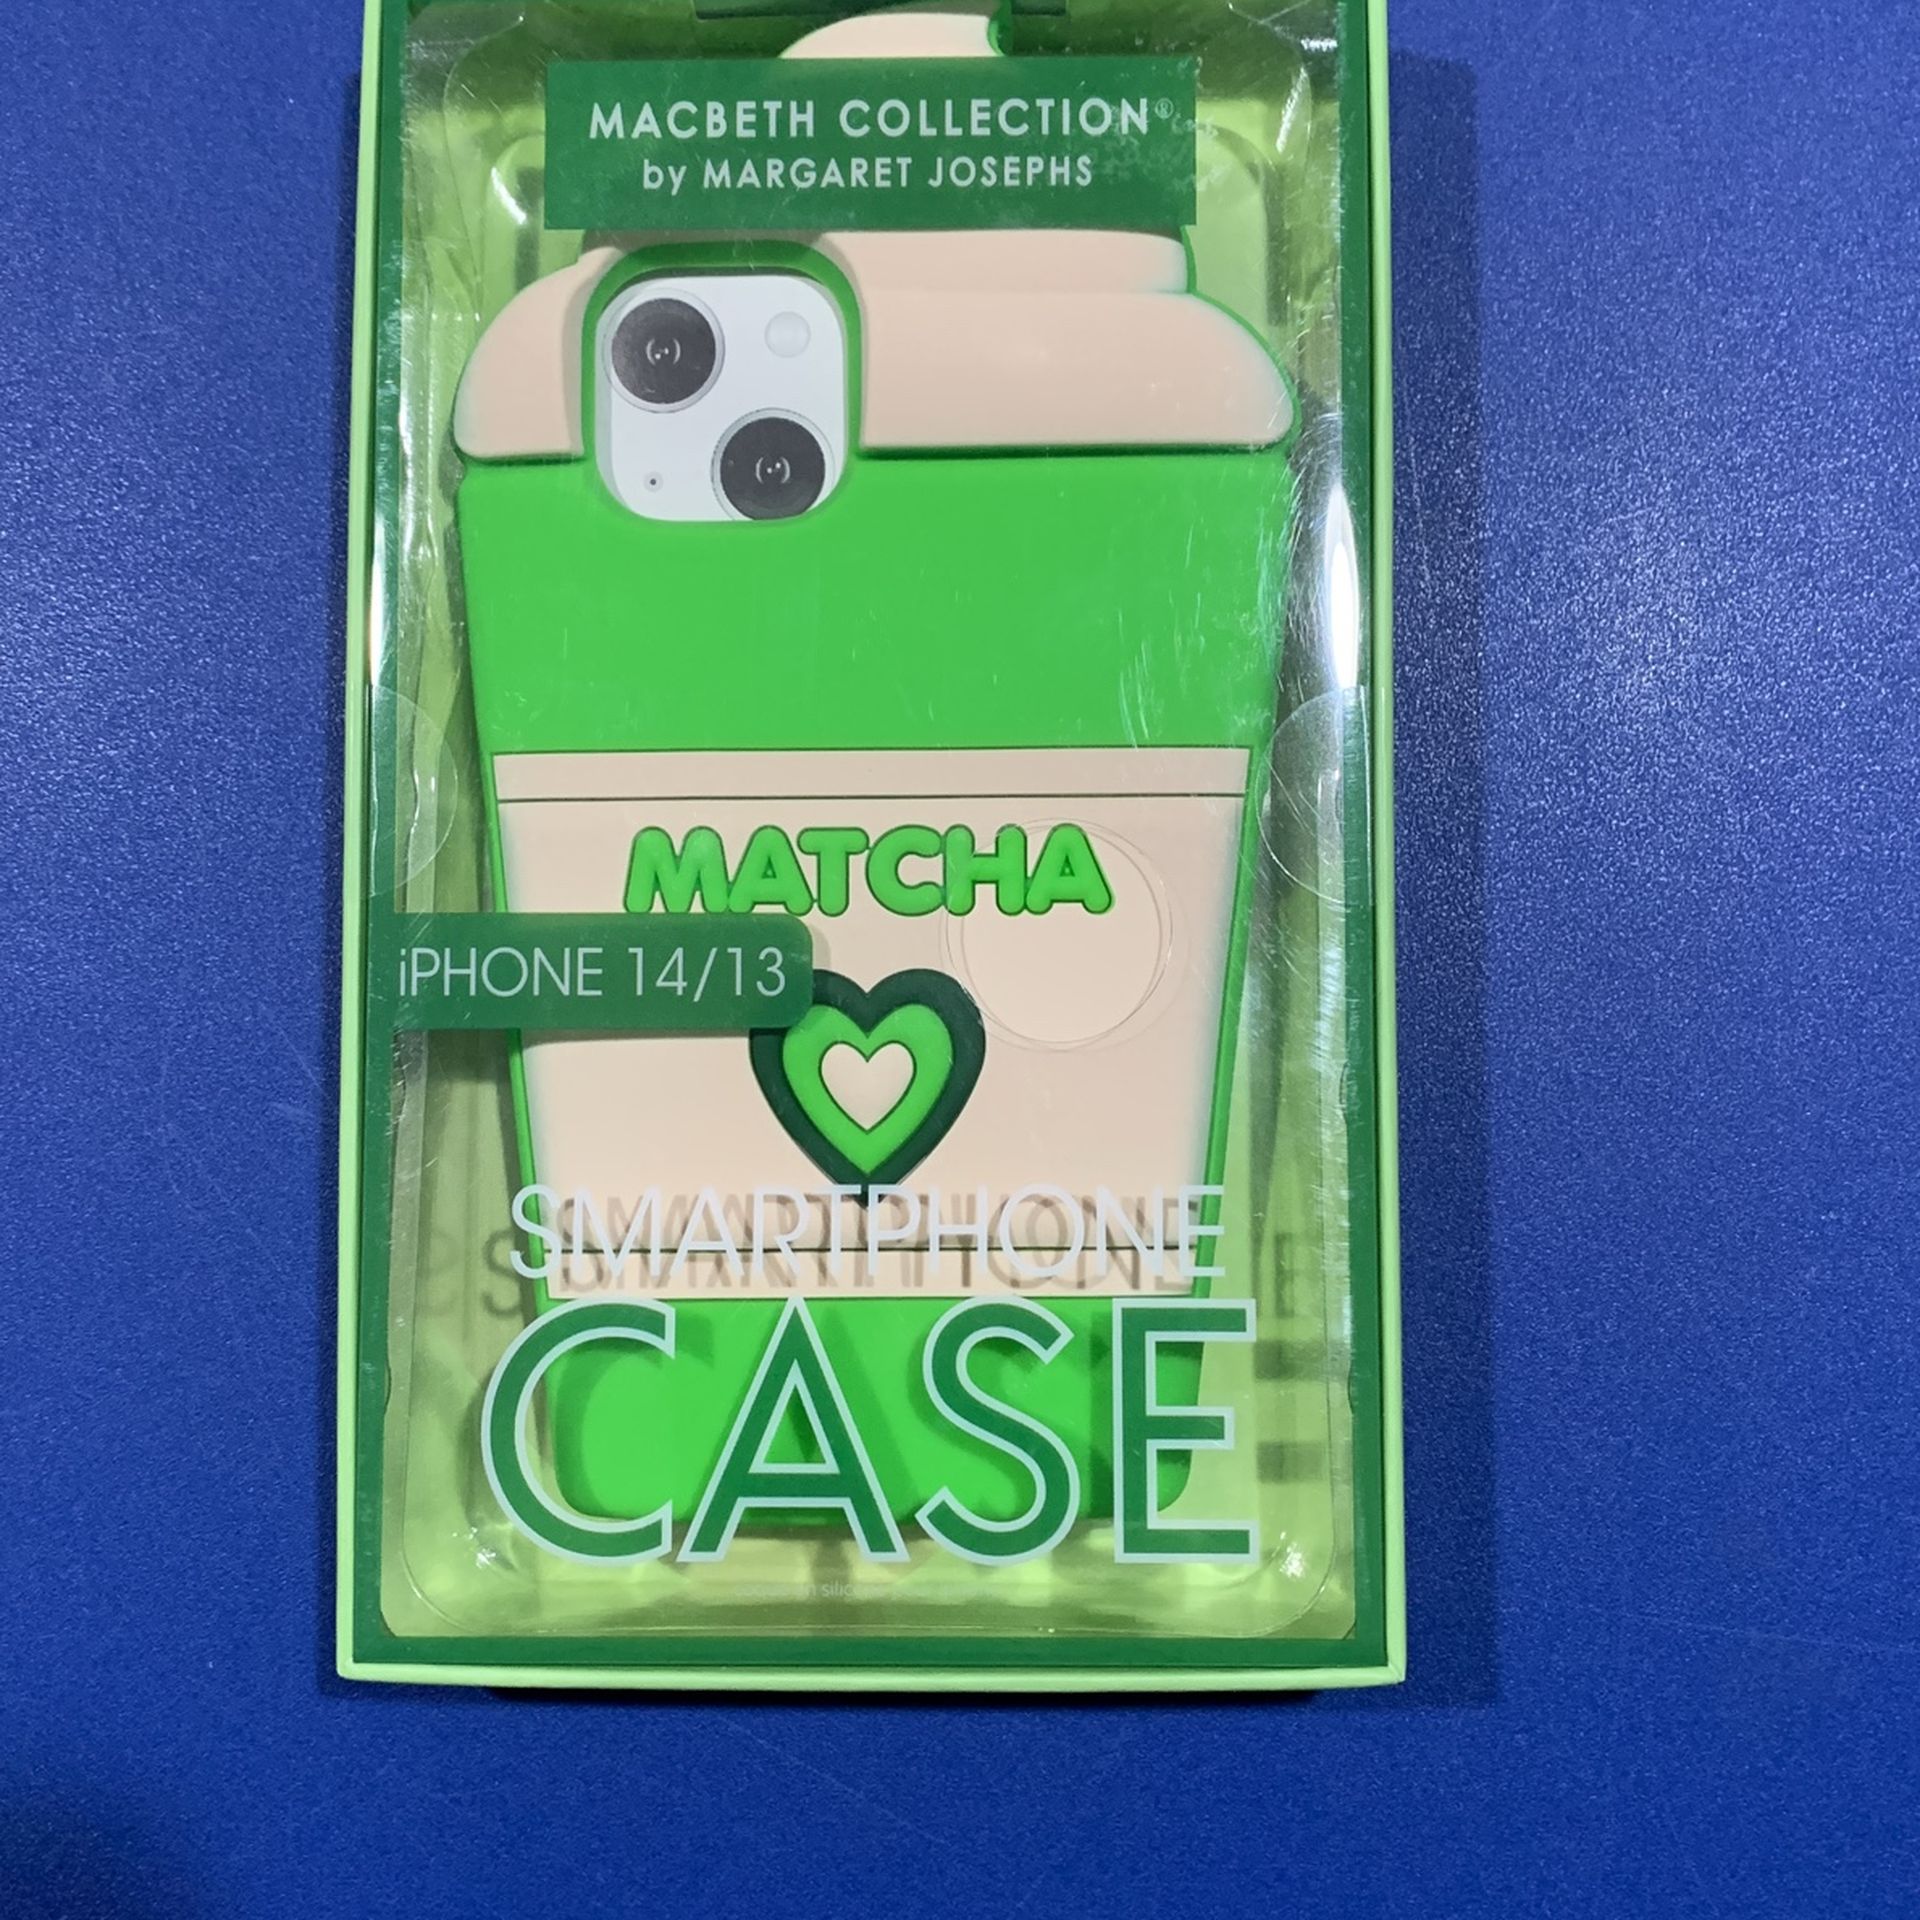 MACBETH COLLECTION®
by MARGARET JOSEPHS
MATCHA
iPHONE 14/13
SMARTPHONE
CASE